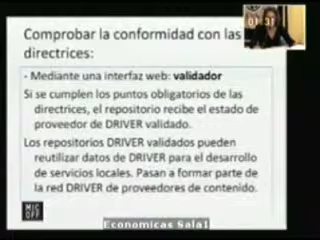 Comprobar la conformidad con las
directrices:
- Mediante una interfaz web: validador
Si se cumplen los puntos obligatorios de las
directrices, el repositorio recibe el estado de
proveedor de DRIVER validado.
Los repositorios DRIVER validados pueden
reutilizar datos de DRIVER para el desarrollo
de servicios locales. Pasan a formar parte de
la red DRIVER de proveedores de contenido.
MIC
OFF
Economicas Sala1